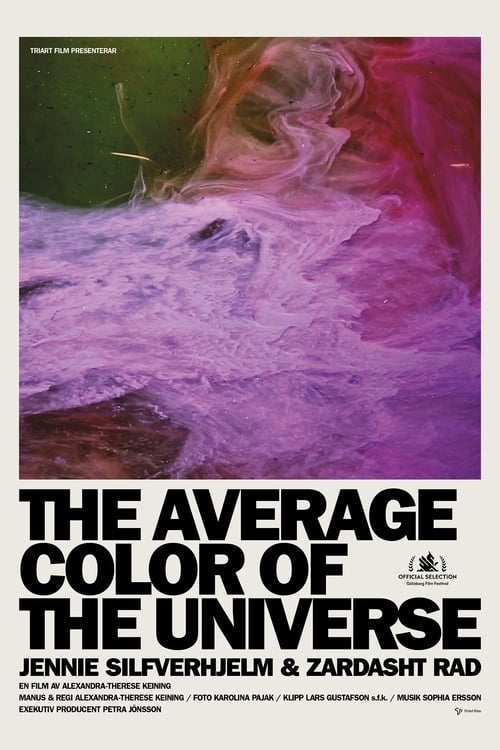 TRIART FILM PRESENTERAR
THE AVERAGE
COLOR OF
THE UNIVERSE
OFFICIAL SELECTION
Göteborg Film Festival
JENNIE SILFVERHJELM & ZARDASHT RAD
EN FILM AV ALEXANDRA-THERESE KEINING
MANUS & REGI ALEXANDRA-THERESE KEINING / FOTO KAROLINA PAJAK / KLIPP LARS GUSTAFSON s.f.k. / MUSIK SOPHIA ERSSON
EXEKUTIV PRODUCENT PETRA JÖNSSON
TriArt Film